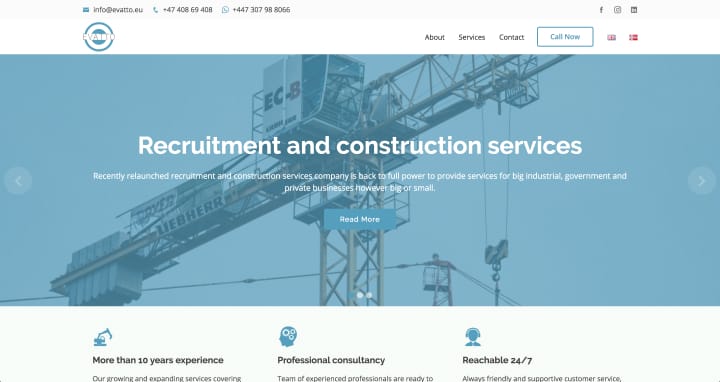 info@evatto.eu +47 408 69 408 +447 307 98 8066
EVATTO
About Services Contact Call Now
EC-B
LIEBHERR
Recruitment and construction services
Recently relaunched recruitment and construction services company is back to full power to provide services for big industrial, government and
private businesses however big or small.
LIEBHERR
Read More
More than 10 years experience Professional consultancy Reachable 24/7
Our growing and expanding services covering Team of experienced professionals are ready to Always friendly and supportive customer service,